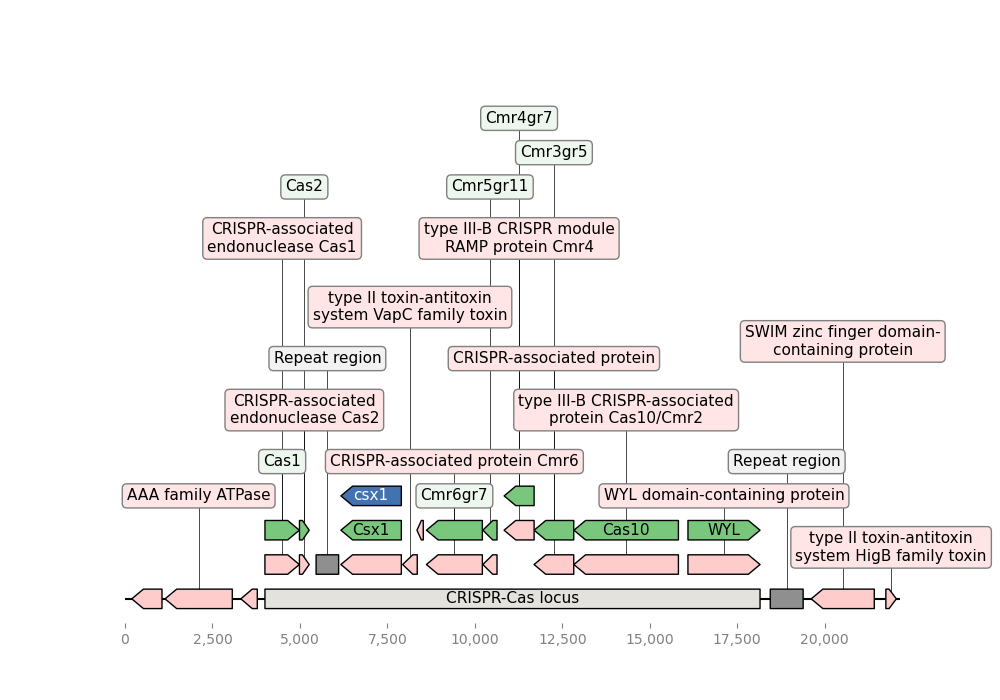 Cmr4gr7
Cmr3gr5
Cas2
Cmr5gr11
CRISPR-associated
endonuclease Cas1
type III-B CRISPR module
RAMP protein Cmr4
type II toxin-antitoxin
system VapC family toxin
SWIM zinc finger domain-
containing protein
Repeat region
CRISPR-associated protein
CRISPR-associated
endonuclease Cas2
type III-B CRISPR-associated
protein Cas10/Cmr2
Cas1
CRISPR-associated protein Cmr6
Repeat region
AAA family ATPase
csx1
Cmr6gr7
WYL domain-containing protein
Csx1
Cas10
WYL
type II toxin-antitoxin
system HigB family toxin
CRISPR-Cas locus
0
2,500
5,000
7,500
10,000
12,500
15,000
17,500
20,000